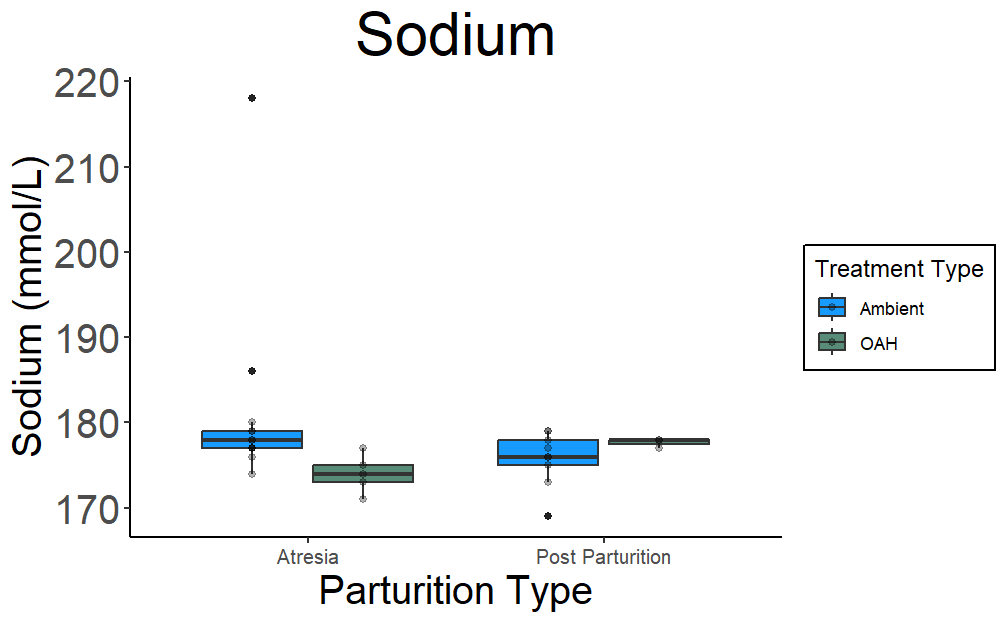 Sodium
220
210
200
190
180
170
Sodium (mmol/L)
Atresia
Post Parturition
Parturition Type
Treatment Type
Ambient
OAH